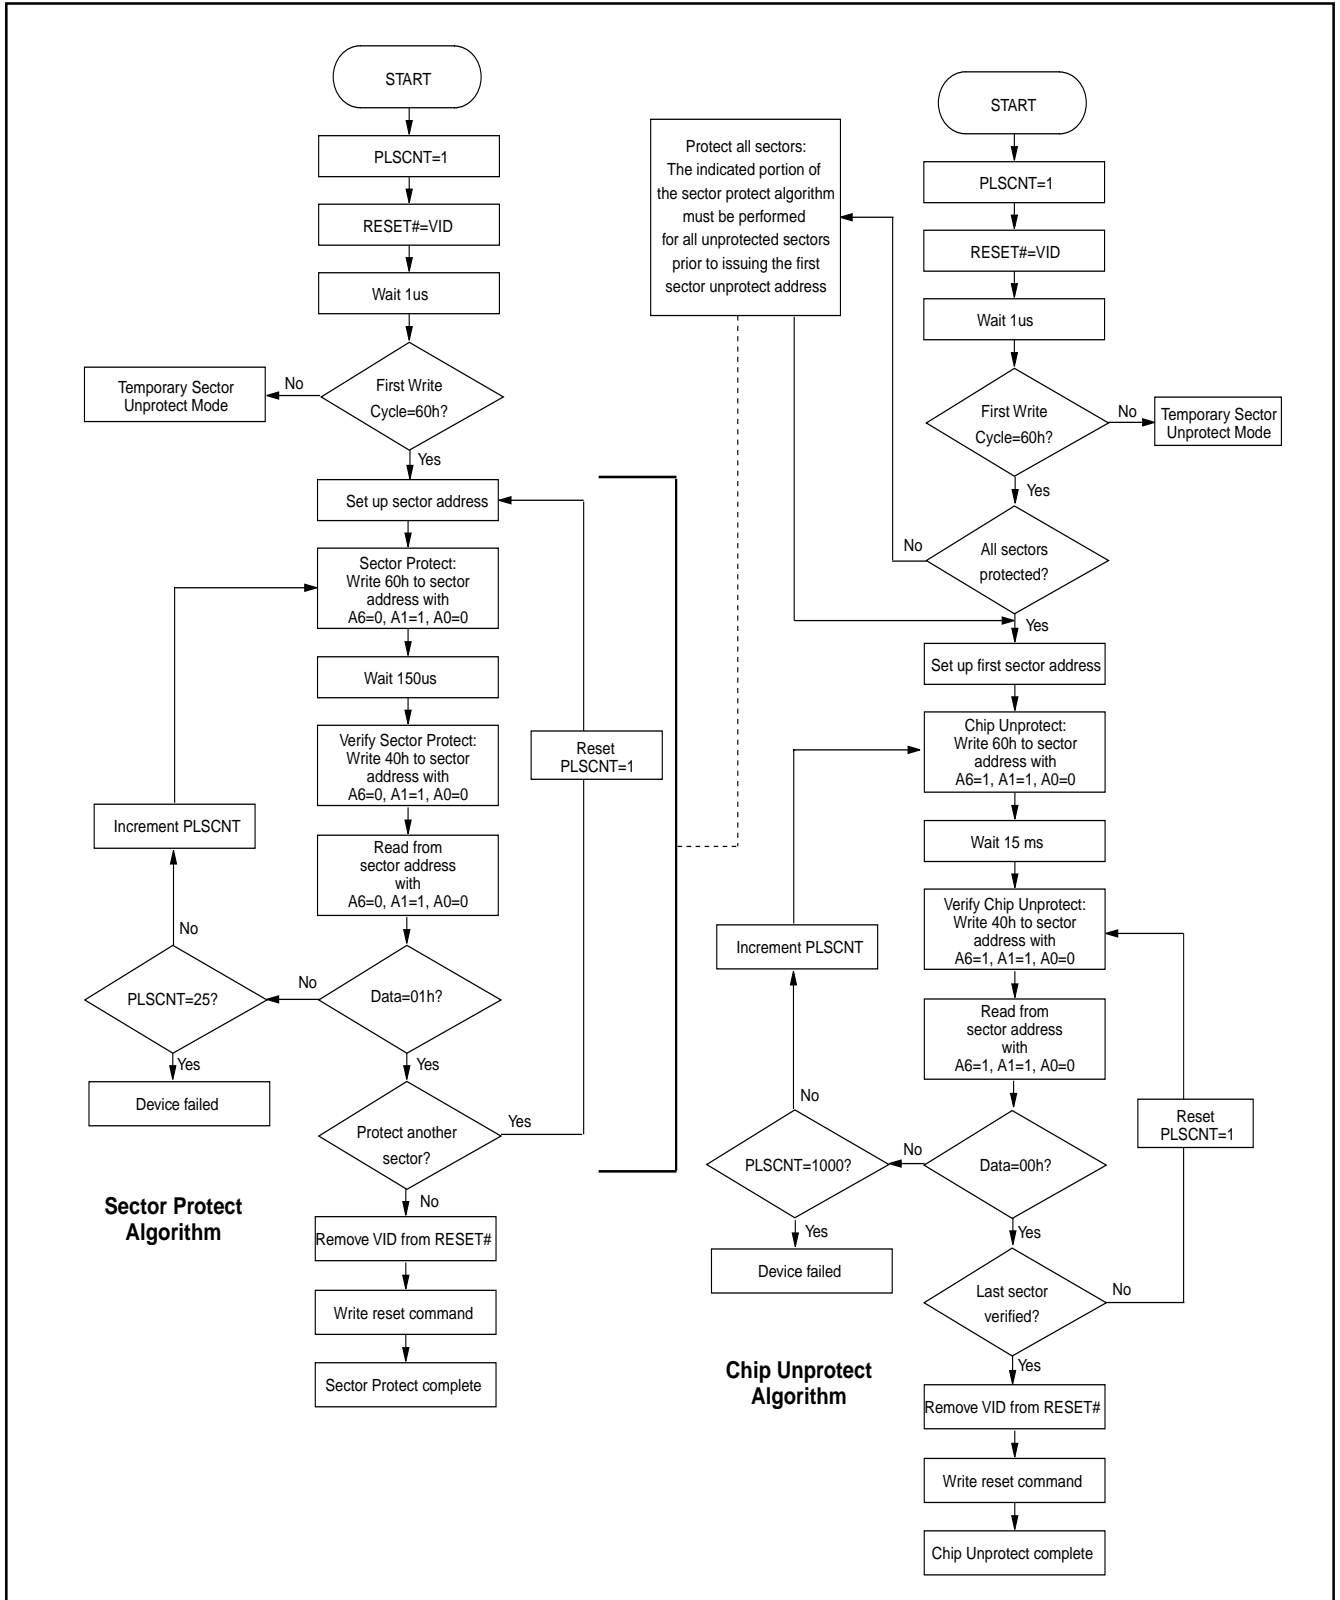 START
PLSCNT=1
RESET#=VID
Wait 1us
First Write
Cycle=60h?
No
Temporary Sector
Unprotect Mode
Yes
Set up sector address
Sector Protect:
Write 60h to sector
address with
A6=0, A1=1, A0=0
Wait 150us
Verify Sector Protect:
Write 40h to sector
address with
A6=0, A1=1, A0=0
Reset
PLSCNT=1
Increment PLSCNT
Read from
sector address
with
A6=0, A1=1, A0=0
No
PLSCNT=25?
No
Data=01h?
Yes
Device failed
Yes
Protect another
sector?
Yes
No
Sector Protect
Algorithm
Remove VID from RESET#
Write reset command
Sector Protect complete
Protect all sectors:
The indicated portion of
the sector protect algorithm
must be performed
for all unprotected sectors
prior to issuing the first
sector unprotect address
START
PLSCNT=1
RESET#=VID
Wait 1us
First Write
Cycle=60h?
No
Temporary Sector
Unprotect Mode
Yes
No
All sectors
protected?
Yes
Set up first sector address
Chip Unprotect:
Write 60h to sector
address with
A6=1, A1=1, A0=0
Wait 15 ms
Verify Chip Unprotect:
Write 40h to sector
address with
A6=1, A1=1, A0=0
Increment PLSCNT
Read from
sector address
with
A6=1, A1=1, A0=0
No
Reset
PLSCNT=1
PLSCNT=1000?
No
Data=00h?
Yes
Device failed
Yes
Last sector
verified?
No
Yes
Chip Unprotect
Algorithm
Remove VID from RESET#
Write reset command
Chip Unprotect complete